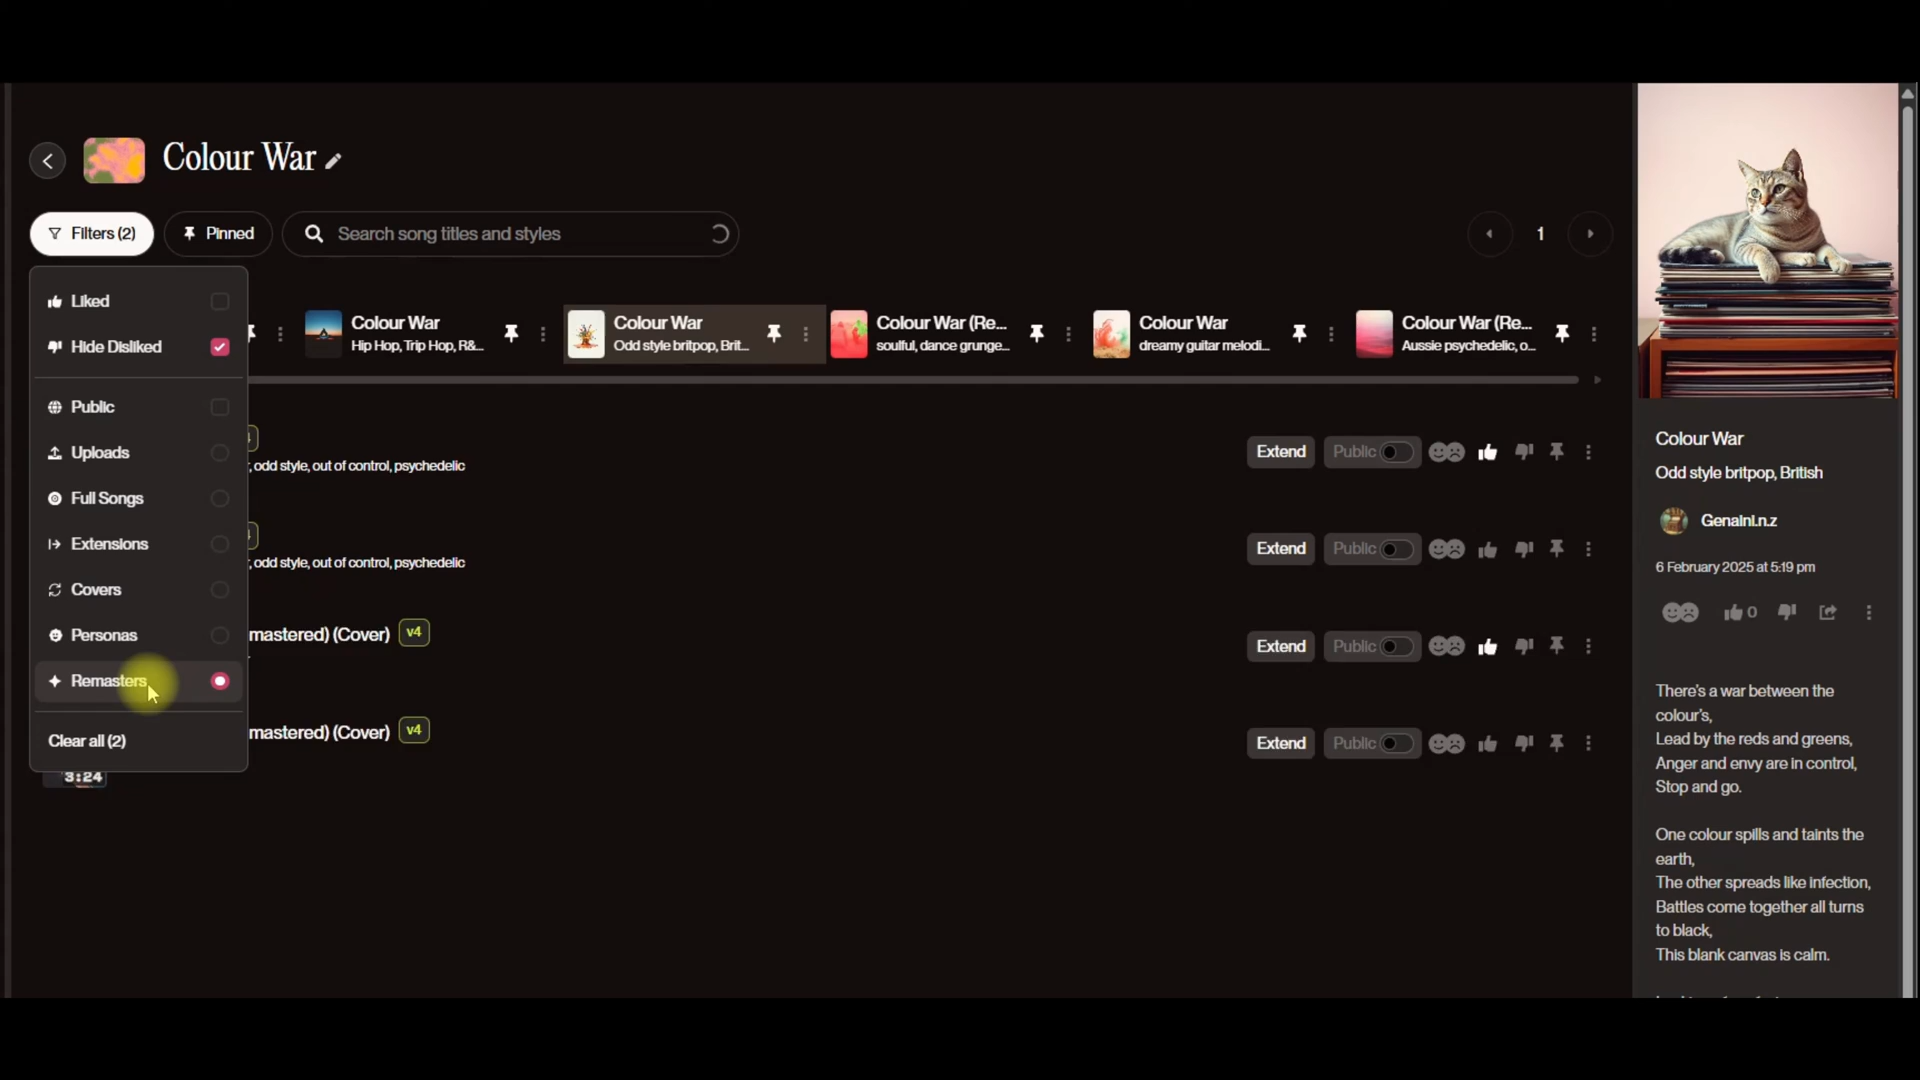 Colour War
Filters (2)
Pinned
Search song titles and styles
1
Liked
Hide Disliked
Public
Uploads
Full Songs
Extensions
Covers
Personas
Remasters
Clear all (2)
Colour War
Hip Hop, Trip Hop, R&...
Colour War
Odd style britpop, Brit...
Colour War (Re...
soulful, dance grunge...
Colour War
dreamy guitar melodi...
Colour War (Re...
Aussie psychedelic, o...
, odd style, out of control, psychedelic
Extend
Public
, odd style, out of control, psychedelic
Extend
Public
mastered) (Cover) v4
Extend
Public
mastered) (Cover) v4
Extend
Public
3:24
Colour War
Odd style britpop, British
Genaini.n.z
6 February 2025 at 5:19 pm
0
There's a war between the
colour's,
Lead by the reds and greens,
Anger and envy are in control,
Stop and go.
One colour spills and taints the
earth,
The other spreads like infection,
Battles come together all turns
to black,
This blank canvas is calm.